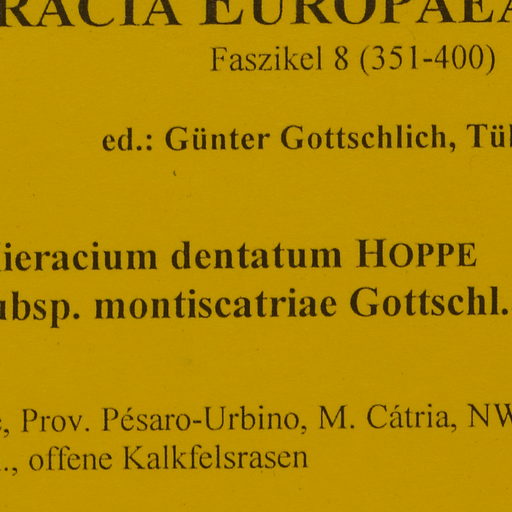 RACIA EUROPAEA
Faszikel 8 (351-400)
ed.: Günter Gottschlich, Tü
ieracium dentatum HOPPE
ubsp. montiscatriae Gottschl.
, Prov. Pésaro-Urbino, M. Cátria, NW
., offene Kalkfelsrasen